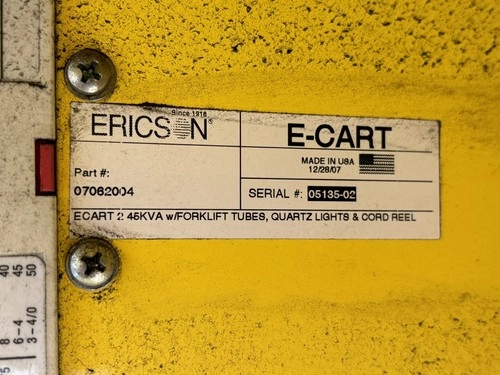 Since 1918
ERICSON®
E-CART
MADE IN USA
12/28/07
Part #:
07062004
SERIAL #: 05135-02
ECART 2 45KVA w/FORKLIFT TUBES, QUARTZ LIGHTS & CORD REEL
40
45
50
8
6-4
3-4/0